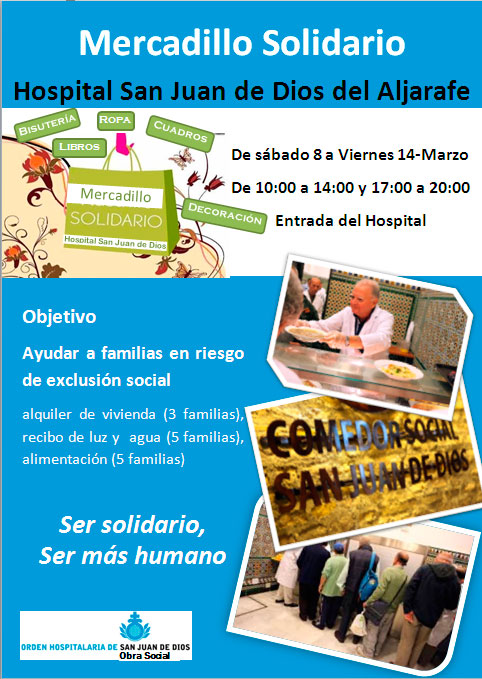 Mercadillo Solidario
Hospital San Juan de Dios del Aljarafe
BISUTERÍA
ROPA
CUADROS
LIBROS
DECORACIÓN
Mercadillo
SOLIDARIO
Hospital San Juan de Dios
De sábado 8 a Viernes 14-Marzo
De 10:00 a 14:00 y 17:00 a 20:00
Entrada del Hospital
Objetivo
Ayudar a familias en riesgo
de exclusión social
alquiler de vivienda (3 familias),
recibo de luz y agua (5 familias),
alimentación (5 familias)
COMEDOR SOCIAL
SAN JUAN DE DIOS
Ser solidario,
Ser más humano
ORDEN HOSPITALARIA DE SAN JUAN DE DIOS
Obra Social